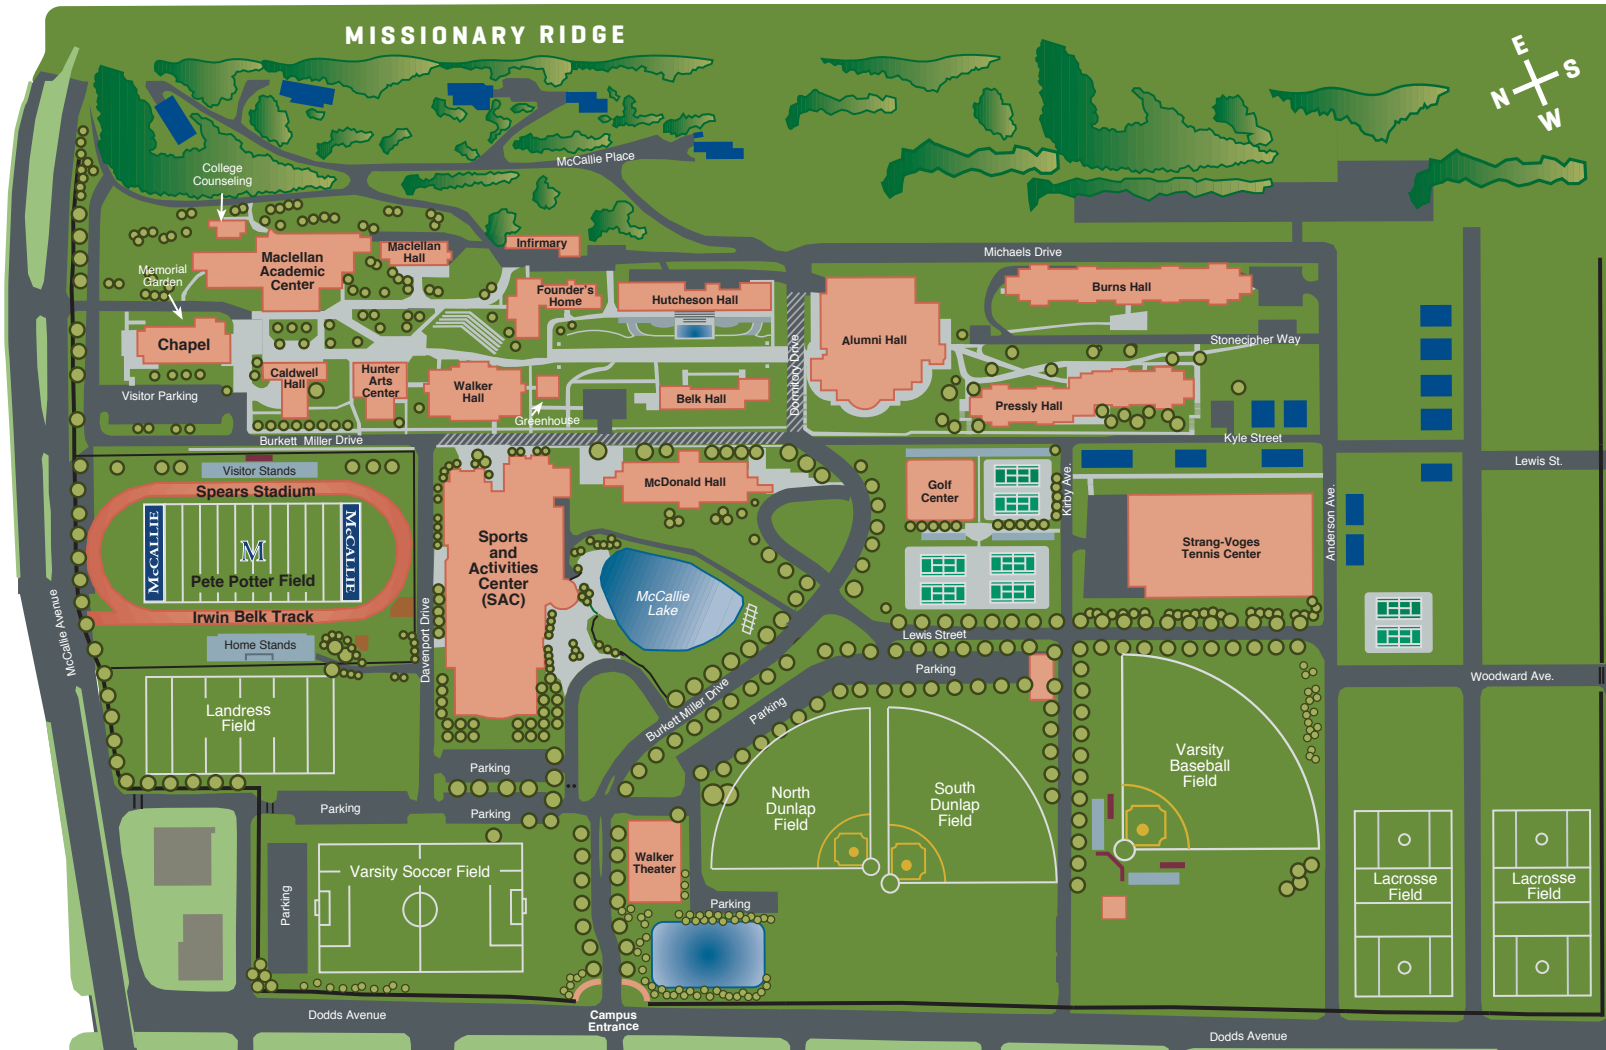 MISSIONARY RIDGE
E
S
N
W
McCallie Place
College
Counseling
Michaels Drive
Maclellan
Academic
Center
Maclellan
Hall
Infirmary
Memorial
Garden
Founder's
Home
Hutcheson Hall
Burns Hall
Chapel
Alumni Hall
Stonecipher Way
Dormitory Drive
Caldwell
Hall
Hunter
Arts
Center
Walker
Hall
Belk Hall
Pressly Hall
Visitor Parking
Greenhouse
Burkett Miller Drive
Kyle Street
Lewis St.
Visitor Stands
Spears Stadium
McCALLIE
M
McCALLIE
Pete Potter Field
Irwin Belk Track
Home Stands
McCallie Avenue
Davenport Drive
Sports
and
Activities
Center
(SAC)
McDonald Hall
McCallie
Lake
Golf
Center
Kirby Ave.
Strang-Voges
Tennis Center
Anderson Ave.
Lewis Street
Parking
Woodward Ave.
Landress
Field
Burkett Miller Drive
Parking
Varsity
Baseball
Field
Parking
Parking
Parking
North
Dunlap
Field
South
Dunlap
Field
Walker
Theater
Varsity Soccer Field
Parking
Parking
Lacrosse
Field
Lacrosse
Field
Dodds Avenue
Campus
Entrance
Dodds Avenue